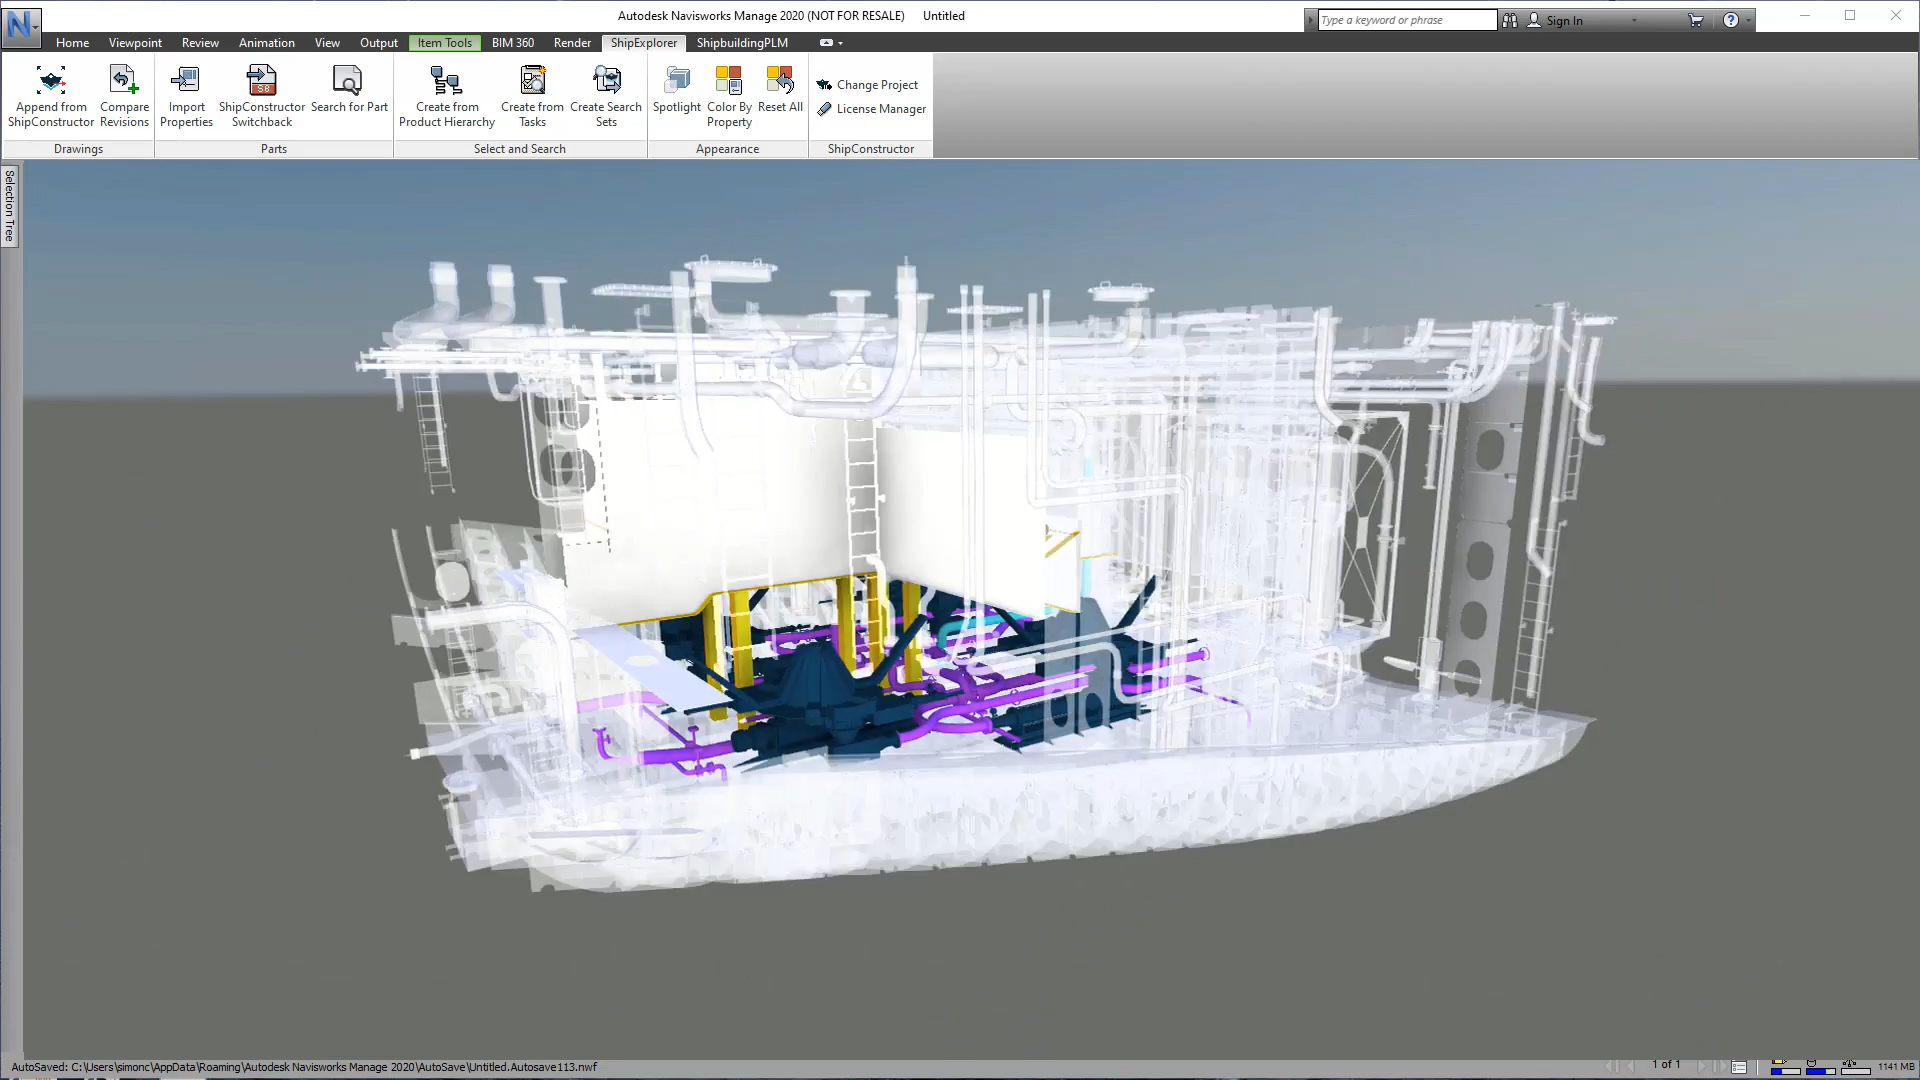 Autodesk Navisworks Manage 2020 (NOT FOR RESALE) Untitled
Type a keyword or phrase
Sign In
Home Viewpoint Review Animation View Output Item Tools BIM 360 Render ShipExplorer ShipbuildingPLM
Append from
ShipConstructor
Compare
Revisions
Import
Properties
SB
ShipConstructor
Switchback
Search for Part
Create from
Product Hierarchy
Create from
Tasks
Create Search
Sets
Spotlight
Color By
Property
Reset All
Change Project
License Manager
Drawings
Parts
Select and Search
Appearance
ShipConstructor
Selection Tree
AutoSaved: C:\Users\simonc\AppData\Roaming\Autodesk Navisworks Manage 2020\AutoSave\Untitled.Autosave113.nwf
1 of 1
1141 MB